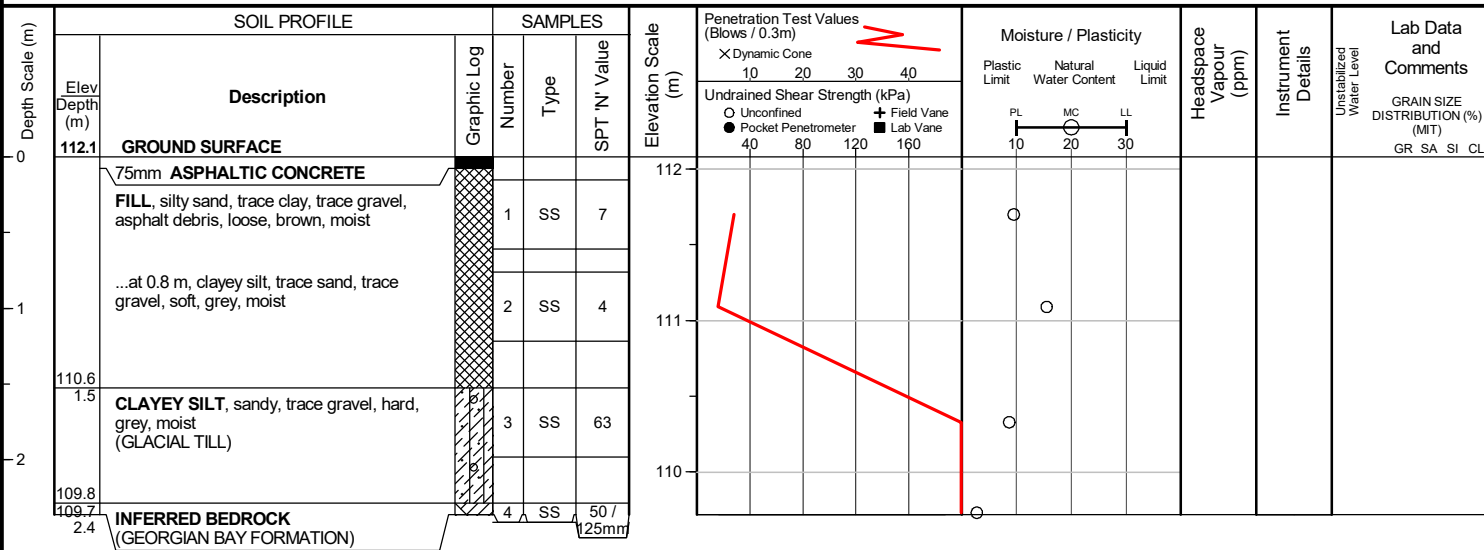 SOIL PROFILE
SAMPLES
Depth Scale (m)
Elev
Depth
(m)
Description
Graphic Log
Number
Type
SPT 'N' Value
Elevation Scale
(m)
Penetration Test Values
(Blows / 0.3m)
× Dynamic Cone
10 20 30 40
Undrained Shear Strength (kPa)
Unconfined
Field Vane
Pocket Penetrometer
Lab Vane
40 80 120 160
Moisture / Plasticity
Plastic
Limit
Natural
Water Content
Liquid
Limit
PL MC LL
10 20 30
Headspace
Vapour
(ppm)
Instrument
Details
Unstabilized
Water Level
Lab Data
and
Comments
GRAIN SIZE
DISTRIBUTION (%)
(MIT)
GR SA SI CL
112.1 GROUND SURFACE
0
75mm ASPHALTIC CONCRETE
112
FILL, silty sand, trace clay, trace gravel,
asphalt debris, loose, brown, moist
1 SS 7
...at 0.8 m, clayey silt, trace sand, trace
gravel, soft, grey, moist
2 SS 4
1
111
110.6
1.5
CLAYEY SILT, sandy, trace gravel, hard,
grey, moist
(GLACIAL TILL)
3 SS 63
2
110
109.8
109.7
2.4
INFERRED BEDROCK
(GEORGIAN BAY FORMATION)
4 SS 50 /
125mm